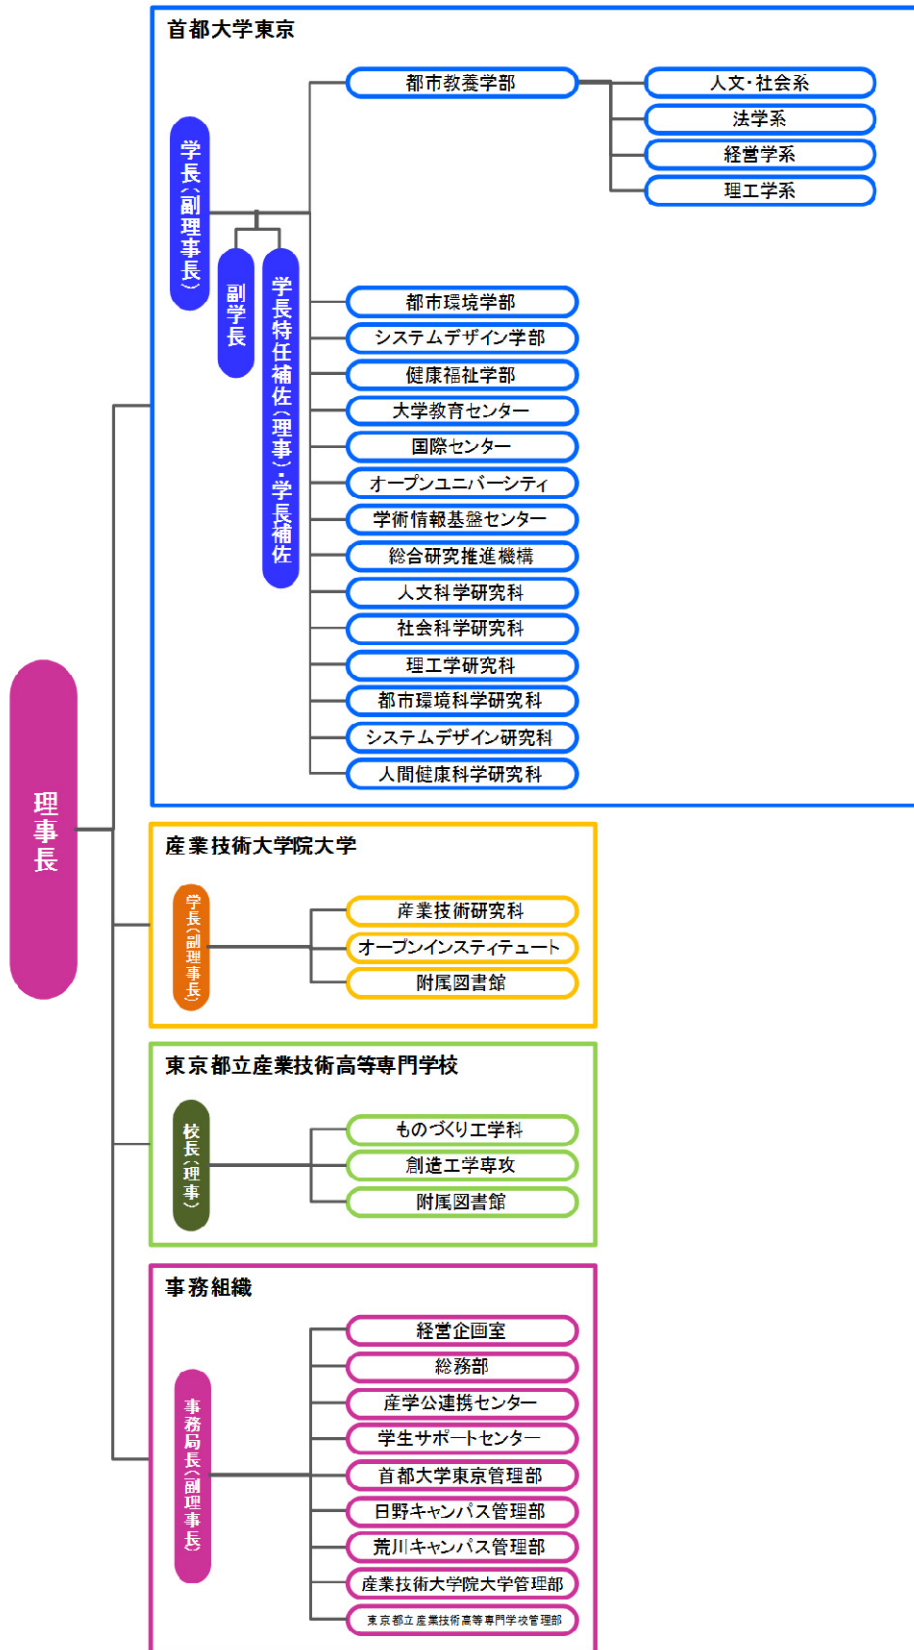 理事長
首都大学東京
学長(副理事長)
副学長
学長特任補佐(理事)・学長補佐
都市教養学部
人文・社会系
法学系
経営学系
理工学系
都市環境学部
システムデザイン学部
健康福祉学部
大学教育センター
国際センター
オープンユニバーシティ
学術情報基盤センター
総合研究推進機構
人文科学研究科
社会科学研究科
理工学研究科
都市環境科学研究科
システムデザイン研究科
人間健康科学研究科
産業技術大学院大学
学長(副理事長)
産業技術研究科
オープンインスティテュート
附属図書館
東京都立産業技術高等専門学校
校長(理事)
ものづくり工学科
創造工学専攻
附属図書館
事務組織
事務局長(副理事長)
経営企画室
総務部
産学公連携センター
学生サポートセンター
首都大学東京管理部
日野キャンパス管理部
荒川キャンパス管理部
産業技術大学院大学管理部
東京都立産業技術高等専門学校管理部